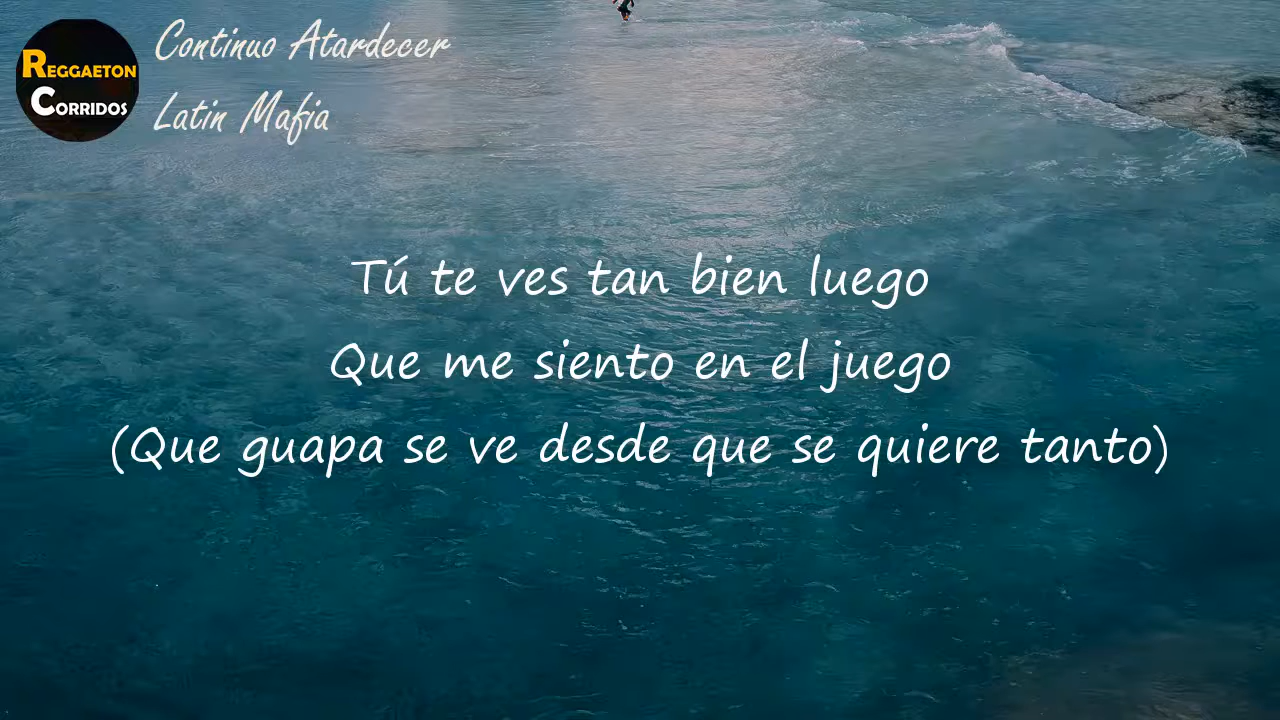 REGGAETON
CORRIDOS
Continuo Atardecer
Latin Mafia
Tú te ves tan bien luego
Que me siento en el juego
(Que guapa se ve desde que se quiere tanto)